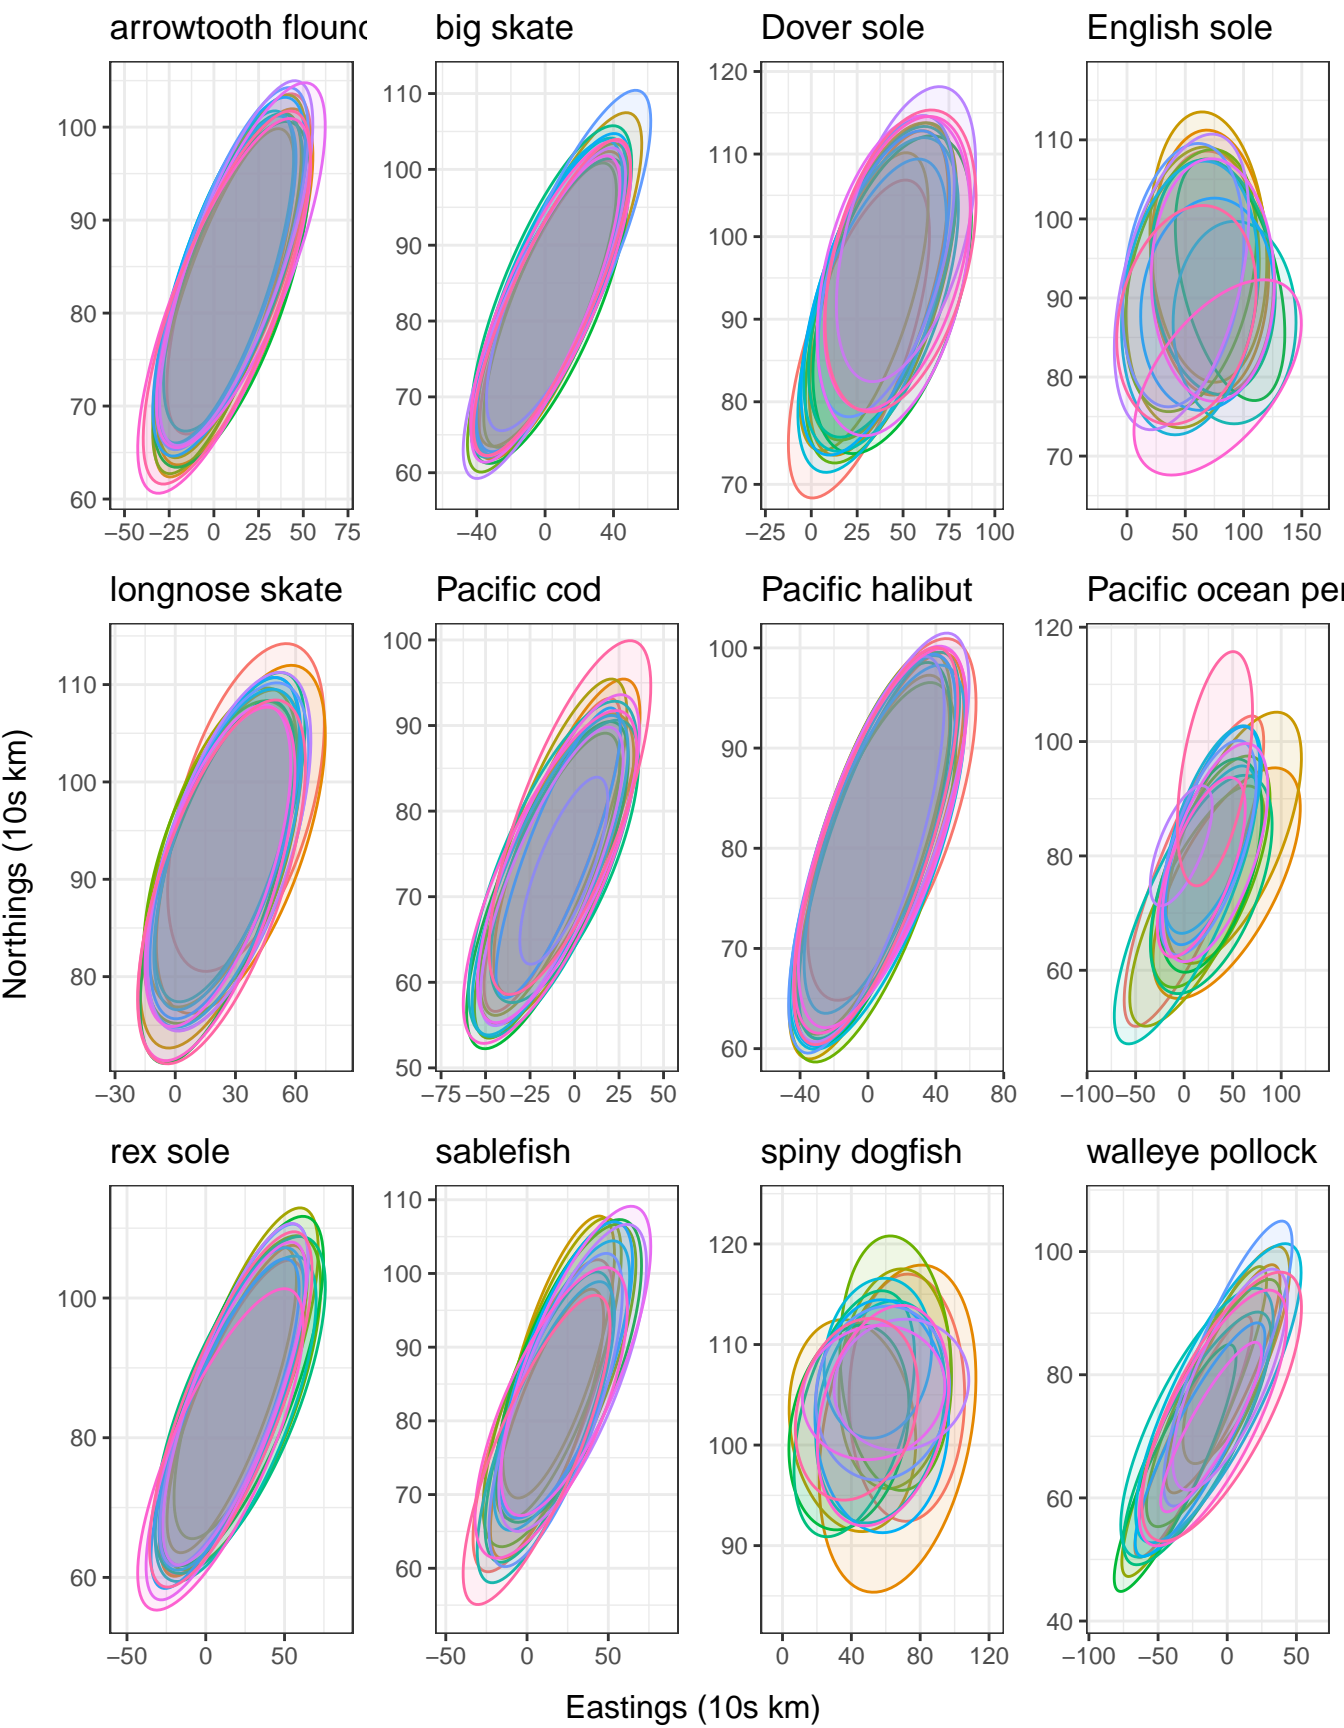 arrowtooth flounc big skate Dover sole English sole
100 90 80 70 60
110 100 90 80 70 60
120 110 100 90 80 70
110 100 90 80 70
−50 −25 0 25 50 75
−40 0 40
−25 0 25 50 75 100
0 50 100 150
longnose skate Pacific cod Pacific halibut Pacific ocean per
110 100 90 80
100 90 80 70 60 50
100 90 80 70 60
120 100 80 60
−30 0 30 60
−75 −50 −25 0 25 50
−40 0 40 80
−100 −50 0 50 100
Northings (10s km)
rex sole sablefish spiny dogfish walleye pollock
100 80 60
110 100 90 80 70 60
120 110 100 90
100 80 60 40
−50 0 50
−50 0 50
0 40 80 120
−100 −50 0 50
Eastings (10s km)